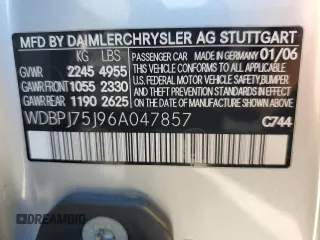 MFD BY DAIMLERCHRYSLER AG STUTTGART
KG LBS PASSENGER CAR MADE IN GERMANY 01/06
GVWR 2245 4955 THIS VEHICLE CONFORMS TO ALL
GAWR FRONT 1055 2330 APPLICABLE U.S. FEDERAL MOTOR VEHICLE
GAWR REAR 1190 2625 SAFETY, BUMPER, AND THEFT PREVENTION STANDARDS IN EFFECT ON THE DATE OF MANUFACTURE SHOWN ABOVE.
WDBPJ75J96A047857 C744
DREAMBID